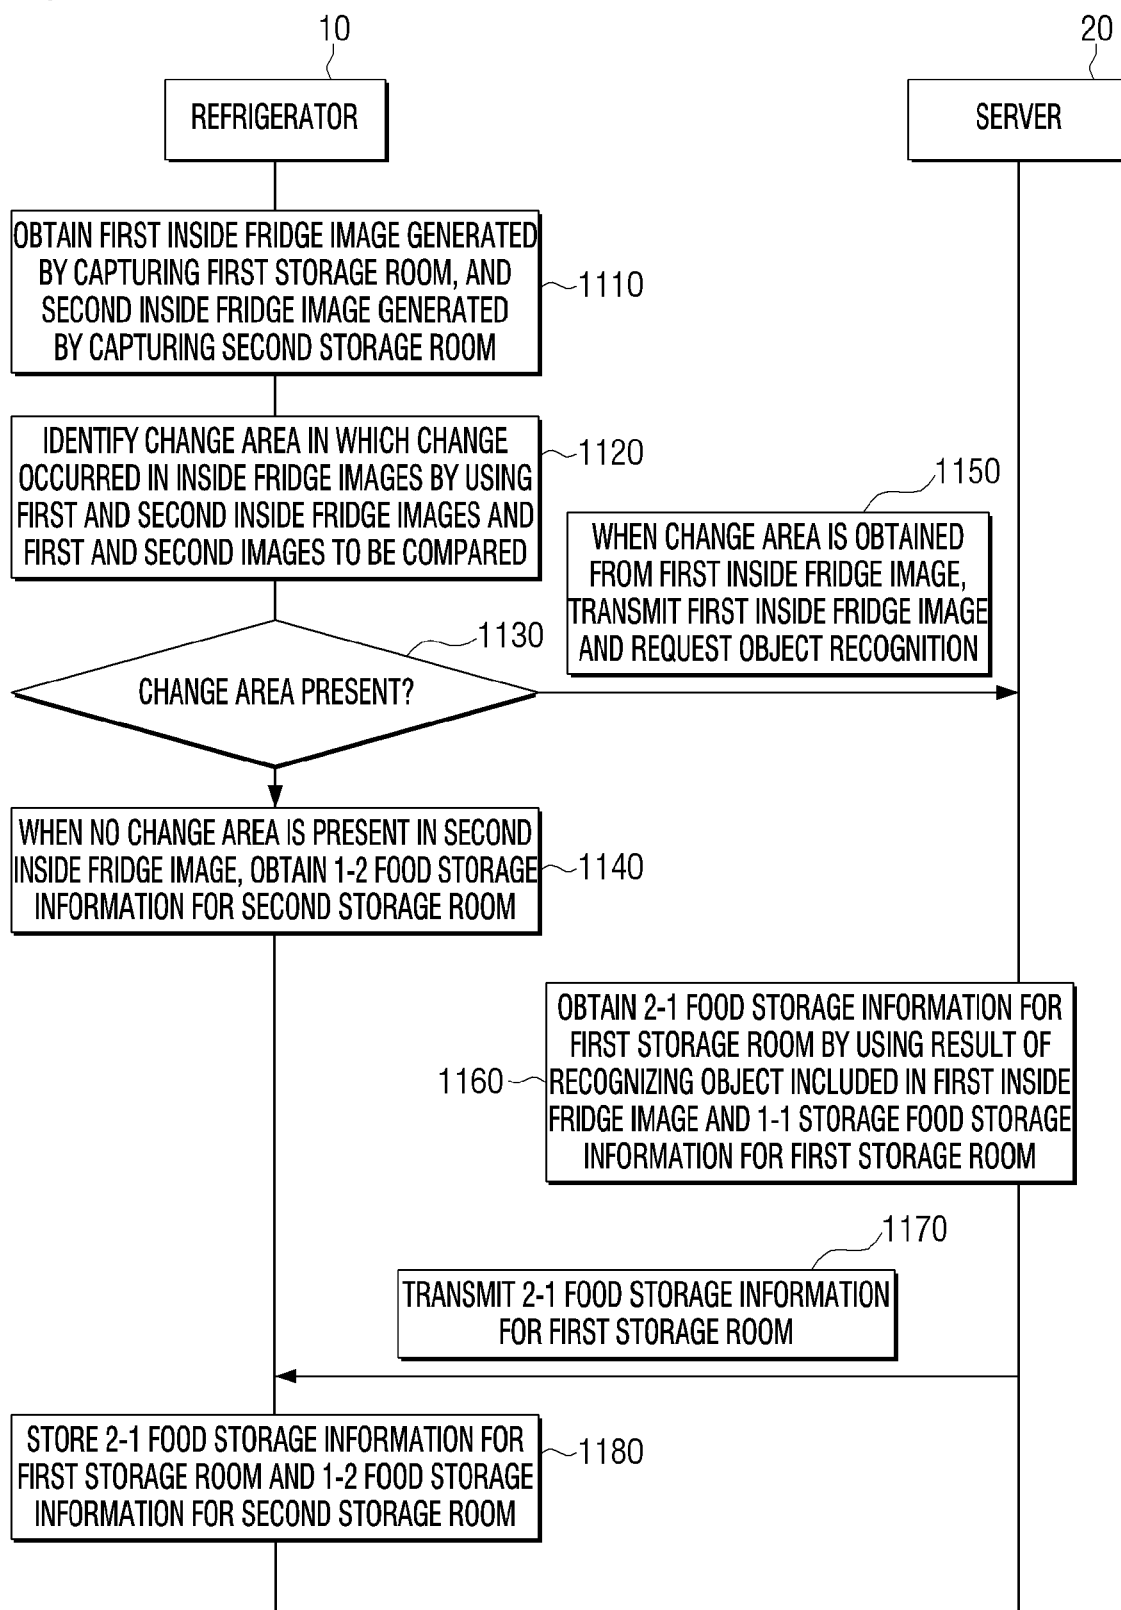 10
20
REFRIGERATOR
SERVER
OBTAIN FIRST INSIDE FRIDGE IMAGE GENERATED
BY CAPTURING FIRST STORAGE ROOM, AND
SECOND INSIDE FRIDGE IMAGE GENERATED
BY CAPTURING SECOND STORAGE ROOM
1110
IDENTIFY CHANGE AREA IN WHICH CHANGE
OCCURRED IN INSIDE FRIDGE IMAGES BY USING
FIRST AND SECOND INSIDE FRIDGE IMAGES AND
FIRST AND SECOND IMAGES TO BE COMPARED
1120
1150
WHEN CHANGE AREA IS OBTAINED
FROM FIRST INSIDE FRIDGE IMAGE,
TRANSMIT FIRST INSIDE FRIDGE IMAGE
AND REQUEST OBJECT RECOGNITION
1130
CHANGE AREA PRESENT?
WHEN NO CHANGE AREA IS PRESENT IN SECOND
INSIDE FRIDGE IMAGE, OBTAIN 1-2 FOOD STORAGE
INFORMATION FOR SECOND STORAGE ROOM
1140
OBTAIN 2-1 FOOD STORAGE INFORMATION FOR
FIRST STORAGE ROOM BY USING RESULT OF
RECOGNIZING OBJECT INCLUDED IN FIRST INSIDE
FRIDGE IMAGE AND 1-1 STORAGE FOOD STORAGE
INFORMATION FOR FIRST STORAGE ROOM
1160
1170
TRANSMIT 2-1 FOOD STORAGE INFORMATION
FOR FIRST STORAGE ROOM
STORE 2-1 FOOD STORAGE INFORMATION FOR
FIRST STORAGE ROOM AND 1-2 FOOD STORAGE
INFORMATION FOR SECOND STORAGE ROOM
1180